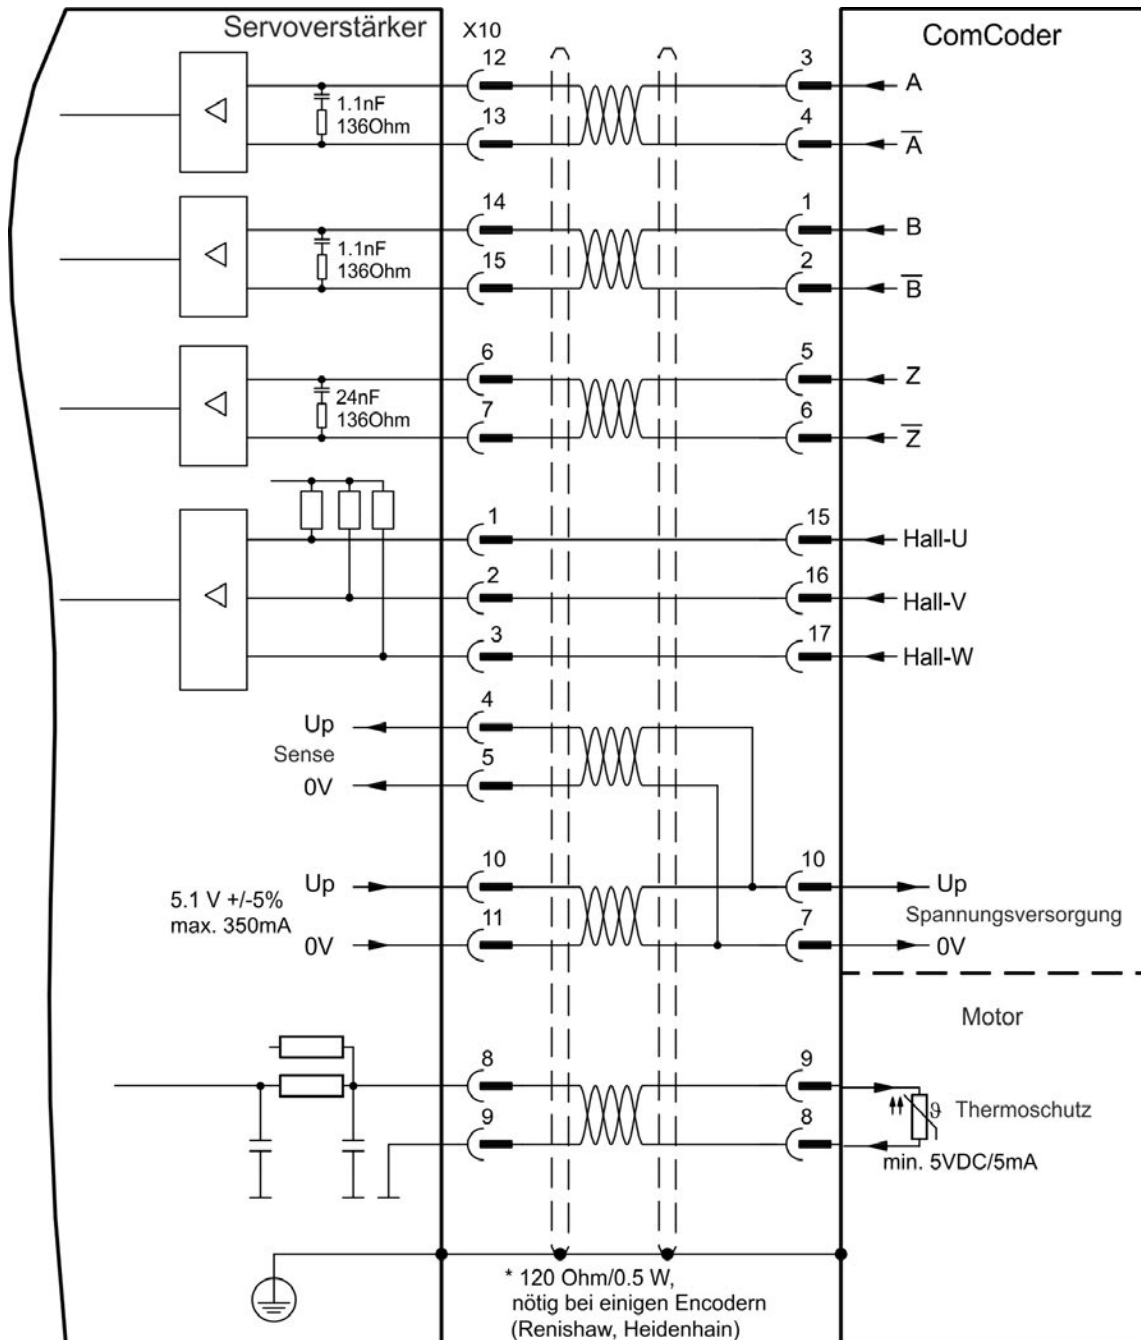 Servoverstärker
X10
ComCoder
12
3
A
1.1nF
136Ohm
13
4
A̅
14
1
B
1.1nF
136Ohm
15
2
B̅
6
5
Z
24nF
136Ohm
7
6
Z̅
1
15
Hall-U
2
16
Hall-V
3
17
Hall-W
4
Up
Sense
5
0V
10
10
Up
Up
5.1 V +/-5%
max. 350mA
11
7
Spannungsversorgung
0V
0V
Motor
8
9
9
8
ϑ Thermoschutz
min. 5VDC/5mA
* 120 Ohm/0.5 W,
nötig bei einigen Encodern
(Renishaw, Heidenhain)